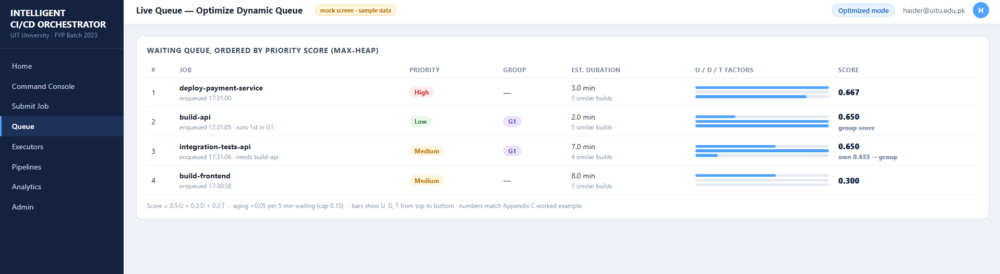 INTELLIGENT
CI/CD ORCHESTRATOR
UIT University · FYP Batch 2023
Home
Command Console
Submit Job
Queue
Executors
Pipelines
Analytics
Admin
Live Queue — Optimize Dynamic Queue
mock screen · sample data
Optimized mode
haider@uitu.edu.pk
H
WAITING QUEUE, ORDERED BY PRIORITY SCORE (MAX-HEAP)
# JOB PRIORITY GROUP EST. DURATION U / D / T FACTORS SCORE
1 deploy-payment-service High — 3.0 min 0.667
enqueued 17:31:00 5 similar builds
2 build-api Low G1 2.0 min 0.650
enqueued 17:31:05 · runs 1st in G1 5 similar builds group score
3 integration-tests-api Medium G1 7.0 min 0.650
enqueued 17:31:06 · needs build-api 4 similar builds own 0.633 → group
4 build-frontend Medium — 8.0 min 0.300
enqueued 17:30:58 5 similar builds
Score = 0.5·U + 0.3·D + 0.2·T · aging +0.05 per 5 min waiting (cap 0.15) · bars show U, D, T from top to bottom · numbers match Appendix C worked example.